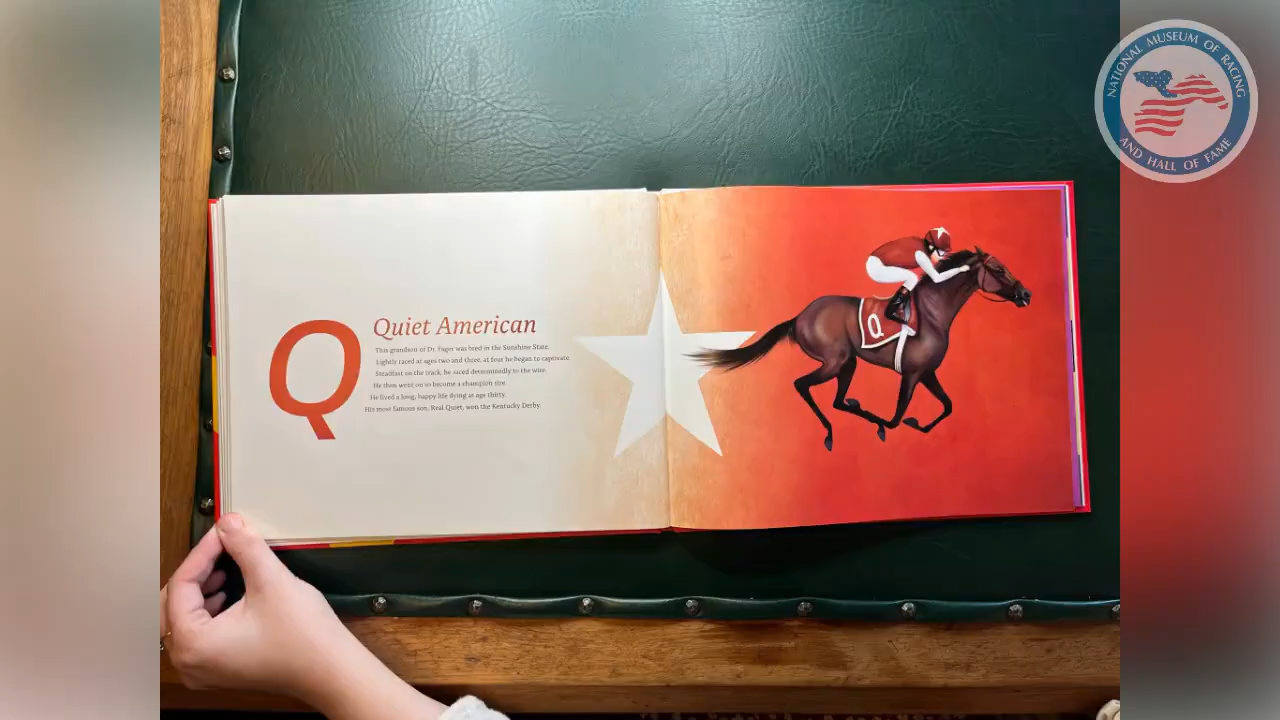 Q
Quiet American
This grandson of Dr. Fager was bred in the Sunshine State.
Lightly raced at ages two and three, at four he began to captivate.
Steadfast on the track, he raced determinedly to the wire.
He then went on to become a champion sire.
He lived a long, happy life dying at age thirty.
His most famous son, Real Quiet, won the Kentucky Derby.
Q
NATIONAL MUSEUM OF RACING
AND HALL OF FAME